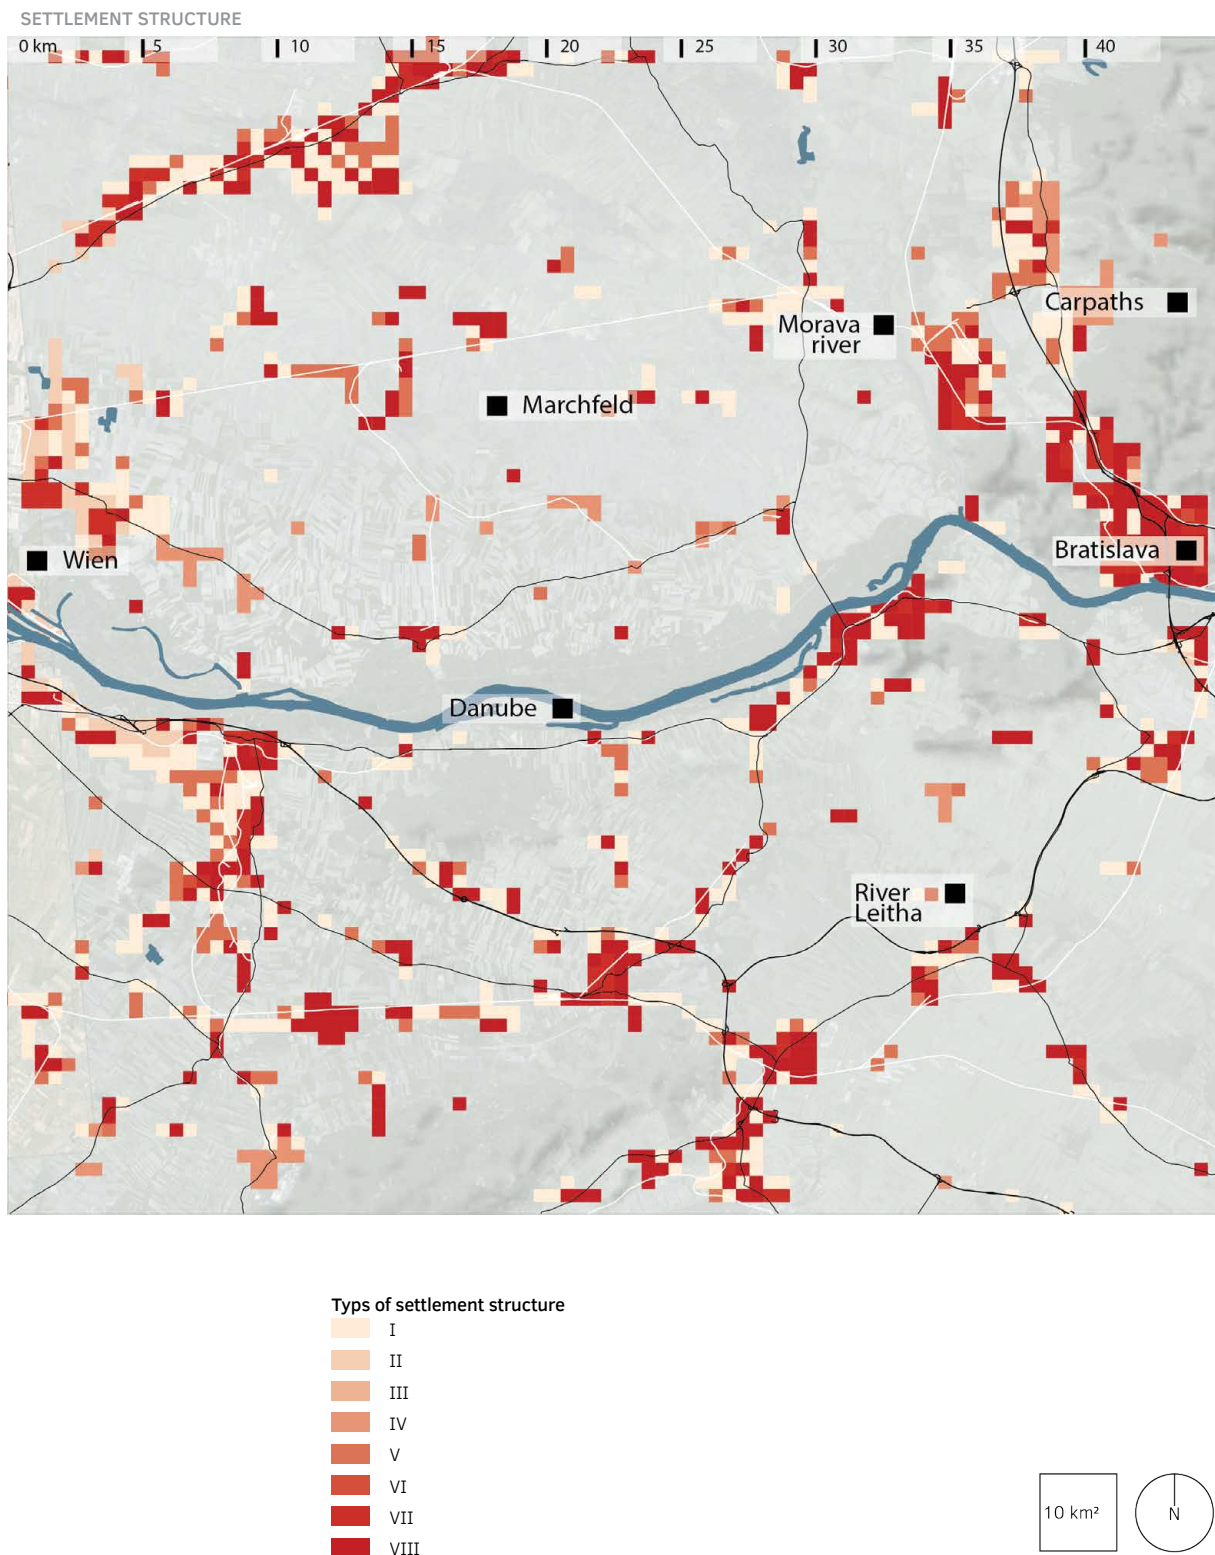 SETTLEMENT STRUCTURE
0 km 5 10 15 20 25 30 35 40
Carpaths
Morava
river
Marchfeld
Bratislava
Wien
Danube
River
Leitha
Typs of settlement structure
I
II
III
IV
V
VI
VII
VIII
10 km²
N